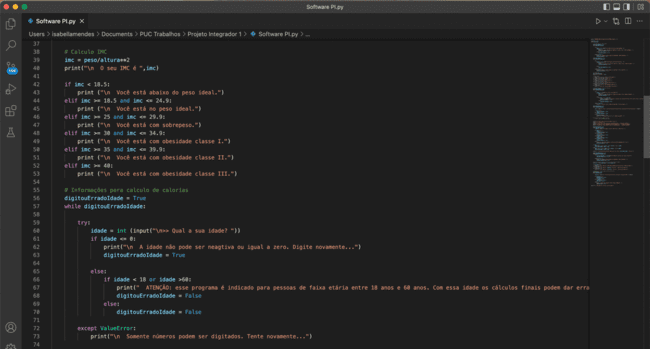 Software PI.py
Software PI.py
Users > isabellamendes > Documents > PUC Trabalhos > Projeto Integrador 1 > Software PI.py > ...
37
38 # Calculo IMC
39 imc = peso/altura**2
40 print("\n  O seu IMC é ",imc)
41
42 if imc < 18.5:
43 print ("\n  Você está abaixo do peso ideal.")
44 elif imc >= 18.5 and imc <= 24.9:
45 print ("\n  Você está no peso ideal.")
46 elif imc >= 25 and imc <= 29.9:
47 print ("\n  Você está com sobrepeso.")
48 elif imc >= 30 and imc <= 34.9:
49 print ("\n  Você está com obesidade classe I.")
50 elif imc >= 35 and imc <= 39.9:
51 print ("\n  Você está com obesidade classe II.")
52 elif imc >= 40:
53 print ("\n  Você está com obesidade classe III.")
54
55 # Informações para calculo de calorias
56 digitouErradoIdade = True
57 while digitouErradoIdade:
58
59 try:
60 idade = int (input("\n>> Qual a sua idade? "))
61 if idade <= 0:
62 print("\n  A idade não pode ser neagtiva ou igual a zero. Digite novamente...")
63 digitouErradoIdade = True
64
65 else:
66 if idade < 18 or idade >60:
67 print("  ATENÇÃO: esse programa é indicado para pessoas de faixa etária entre 18 anos e 60 anos. Com essa idade os cálculos finais podem dar erro
68 digitouErradoIdade = False
69 else:
70 digitouErradoIdade = False
71
72 except ValueError:
73 print("\n  Somente números podem ser digitados. Tente novamente...")
74